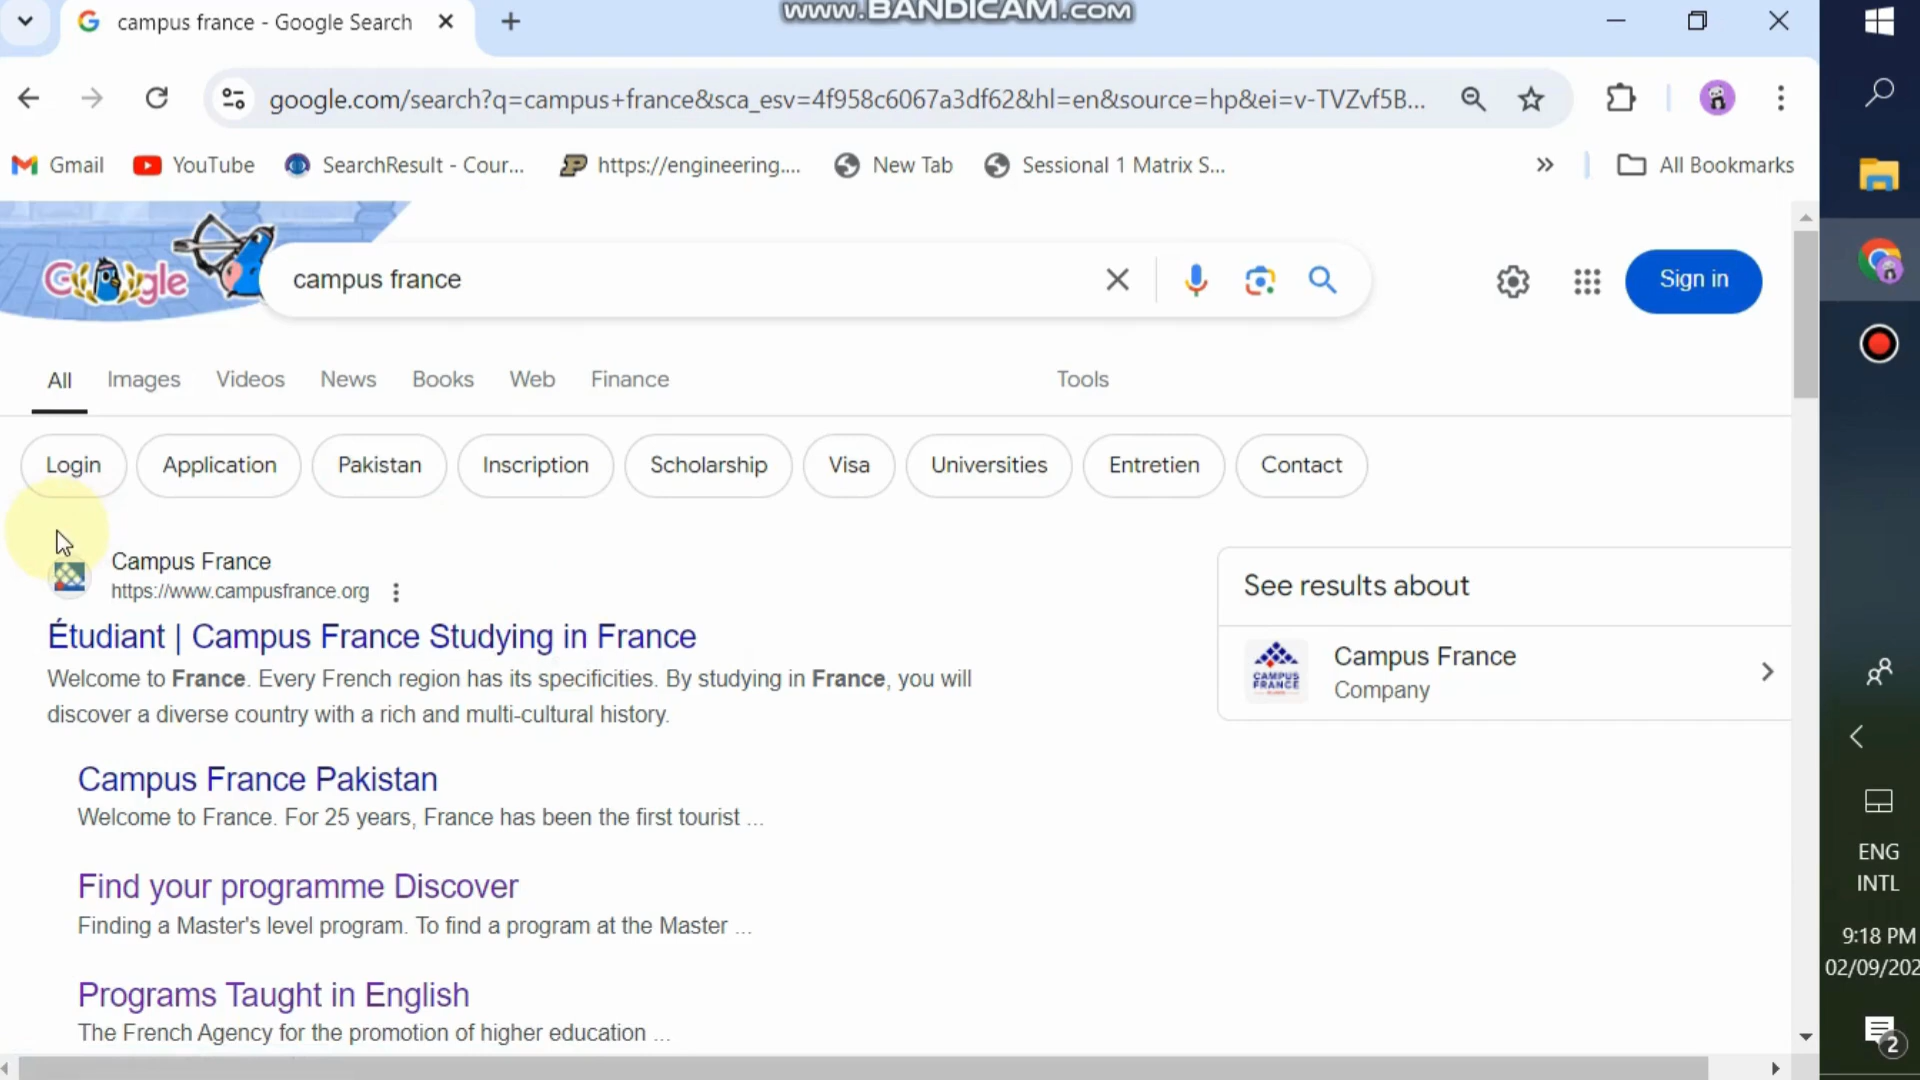 www.BANDICAM.com
campus france - Google Search
google.com/search?q=campus+france&sca_esv=4f958c6067a3df62&hl=en&source=hp&ei=v-TVZvf5B...
Gmail YouTube SearchResult - Cour... https://engineering.... New Tab Sessional 1 Matrix S... All Bookmarks
Google campus france Sign in
All Images Videos News Books Web Finance Tools
Login Application Pakistan Inscription Scholarship Visa Universities Entretien Contact
Campus France
https://www.campusfrance.org
Étudiant | Campus France Studying in France
Welcome to France. Every French region has its specificities. By studying in France, you will
discover a diverse country with a rich and multi-cultural history.
Campus France Pakistan
Welcome to France. For 25 years, France has been the first tourist ...
Find your programme Discover
Finding a Master's level program. To find a program at the Master ...
Programs Taught in English
The French Agency for the promotion of higher education ...
See results about
CAMPUS
FRANCE
Campus France
Company
ENG
INTL
9:18 PM
02/09/202
2